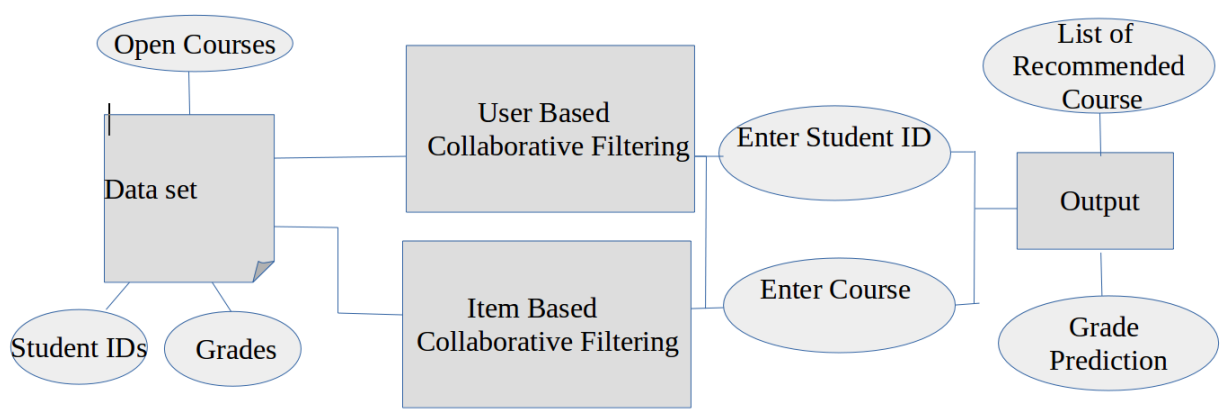 Open Courses
Data set
Student IDs
Grades
User Based
Collaborative Filtering
Item Based
Collaborative Filtering
Enter Student ID
Enter Course
List of
Recommended
Course
Output
Grade
Prediction